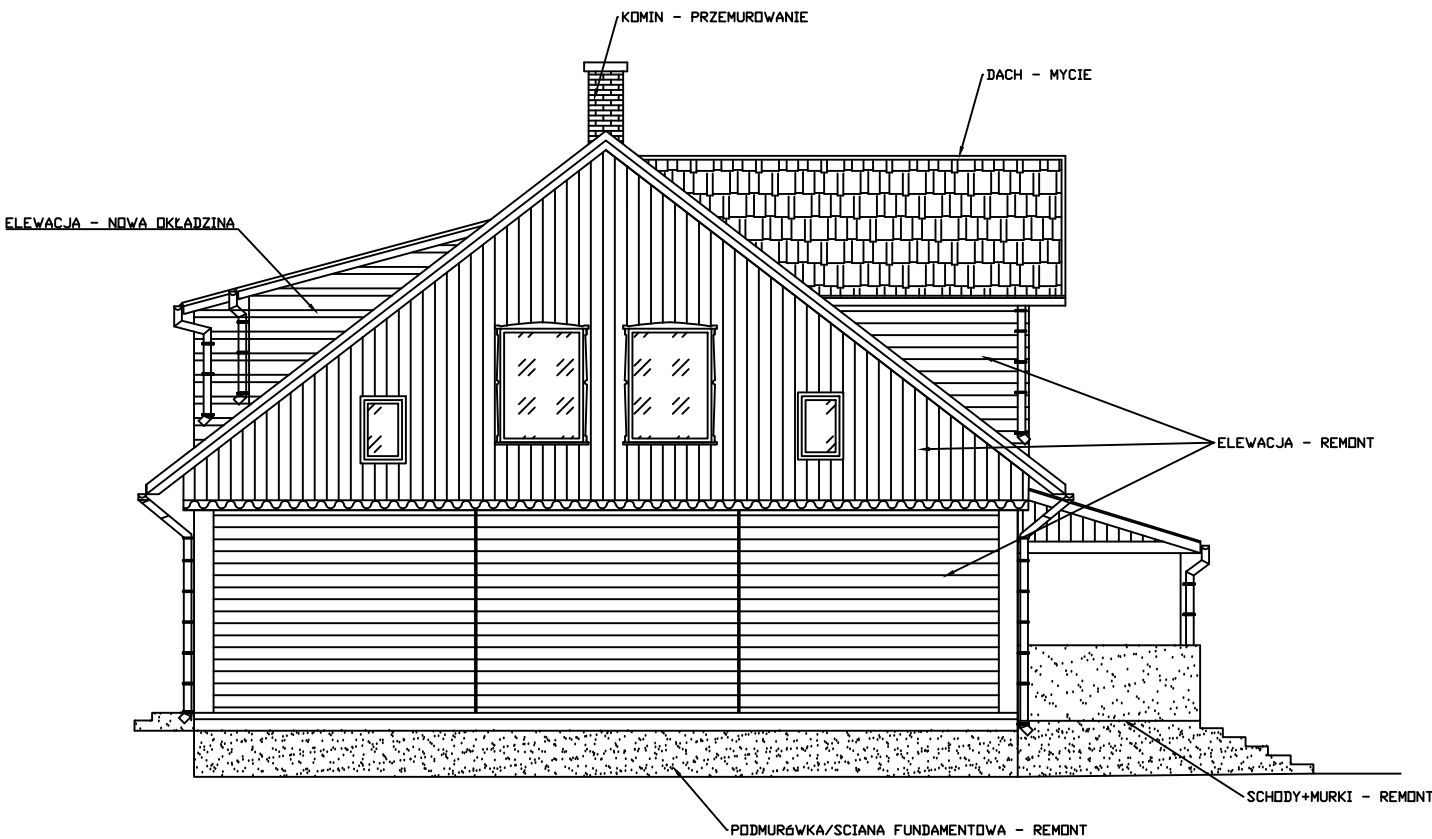 KOMIN - PRZEMUROWANIE
DACH - MYCIE
ELEWACJA - NOWA OKŁADZINA
ELEWACJA - REMONT
SCHODY+MURKI - REMONT
PODMURóWKA/SCIANA FUNDAMENTOWA - REMONT